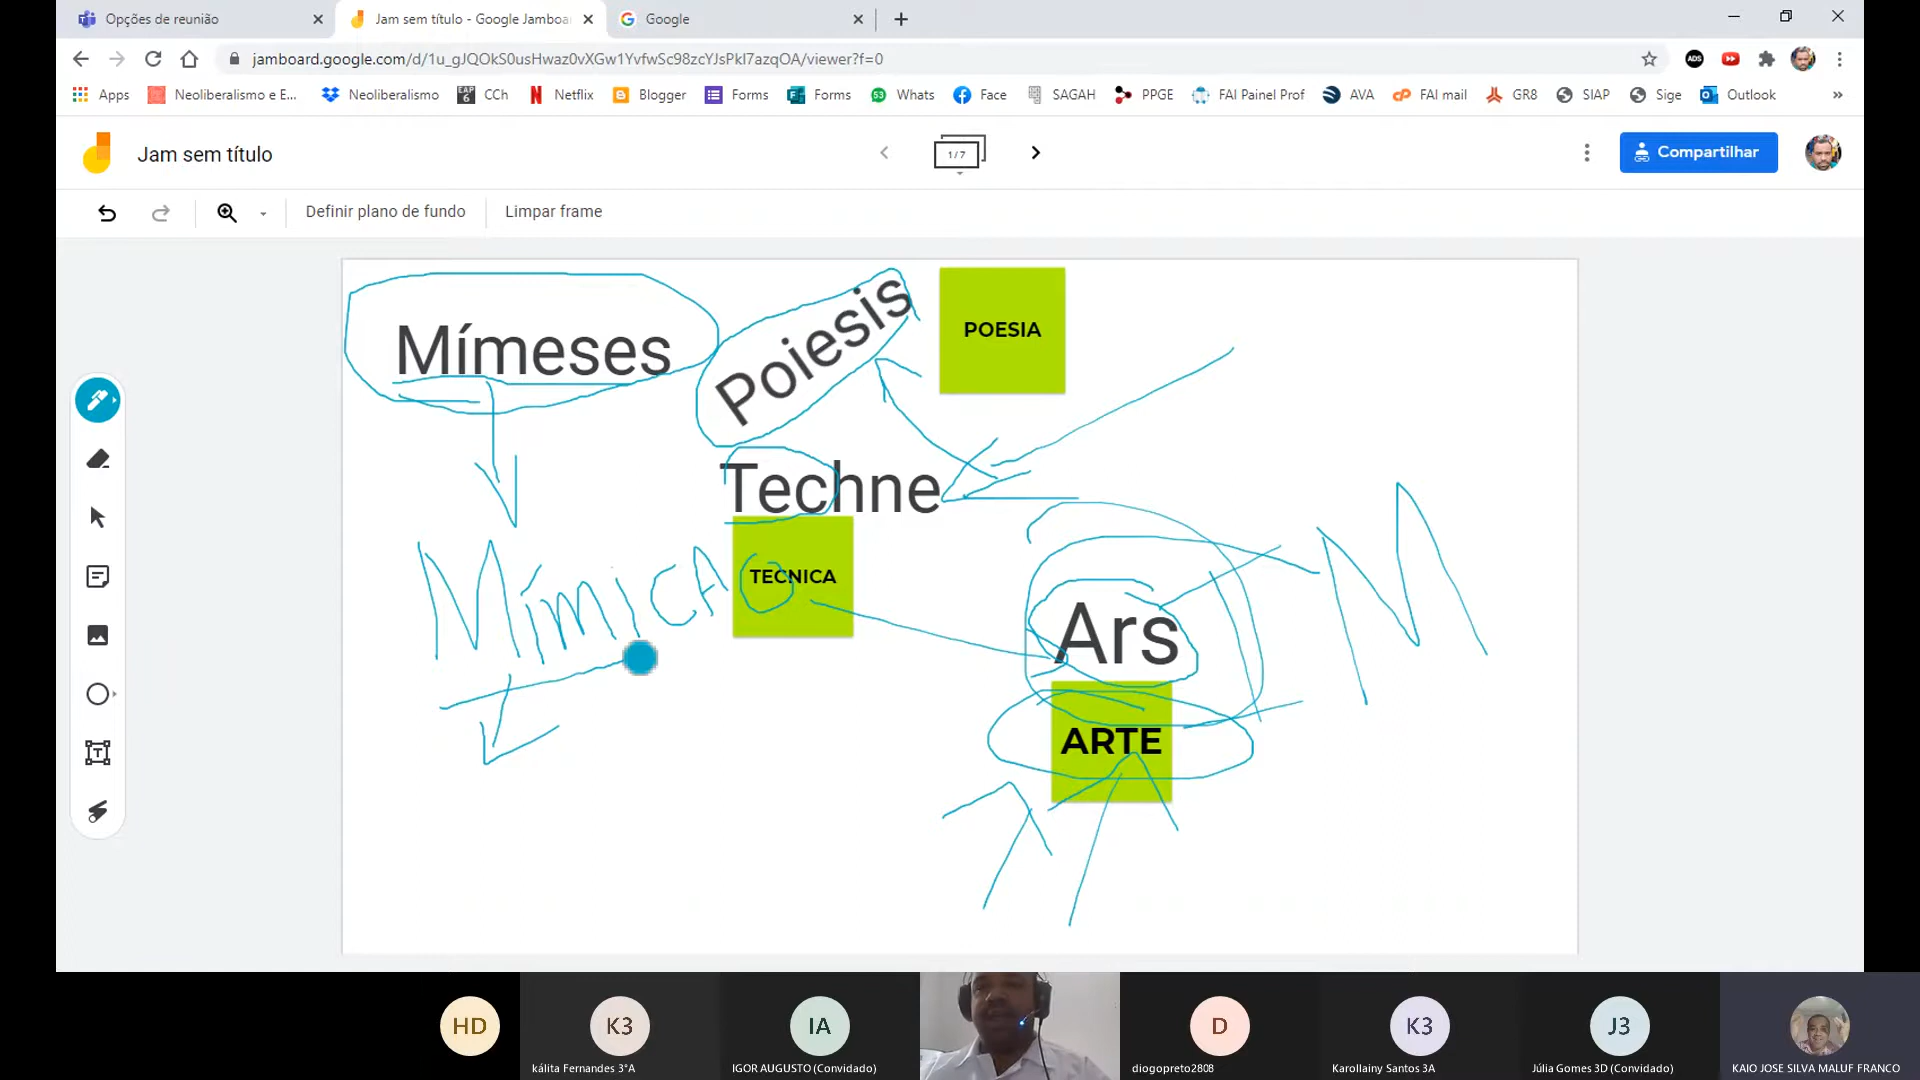 Opções de reunião
Jam sem título - Google Jamboa
Google
jamboard.google.com/d/1u_gJQOkS0usHwaz0vXGw1YvfwSc98zcYJsPkI7azqOA/viewer?f=0
Apps
Neoliberalismo e E...
Neoliberalismo
CCh
Netflix
Blogger
Forms
Forms
Whats
Face
SAGAH
PPGE
FAI Painel Prof
AVA
FAI mail
GR8
SIAP
Sige
Outlook
»
Jam sem título
1/7
Compartilhar
Definir plano de fundo
Limpar frame
Mímeses
Poiesis
POESIA
Techne
TECNICA
MímiCA
Ars
M
ARTE
HD
K3
kálita Fernandes 3°A
IA
IGOR AUGUSTO (Convidado)
D
diogopreto2808
K3
Karollainy Santos 3A
J3
Júlia Gomes 3D (Convidado)
KAIO JOSE SILVA MALUF FRANCO